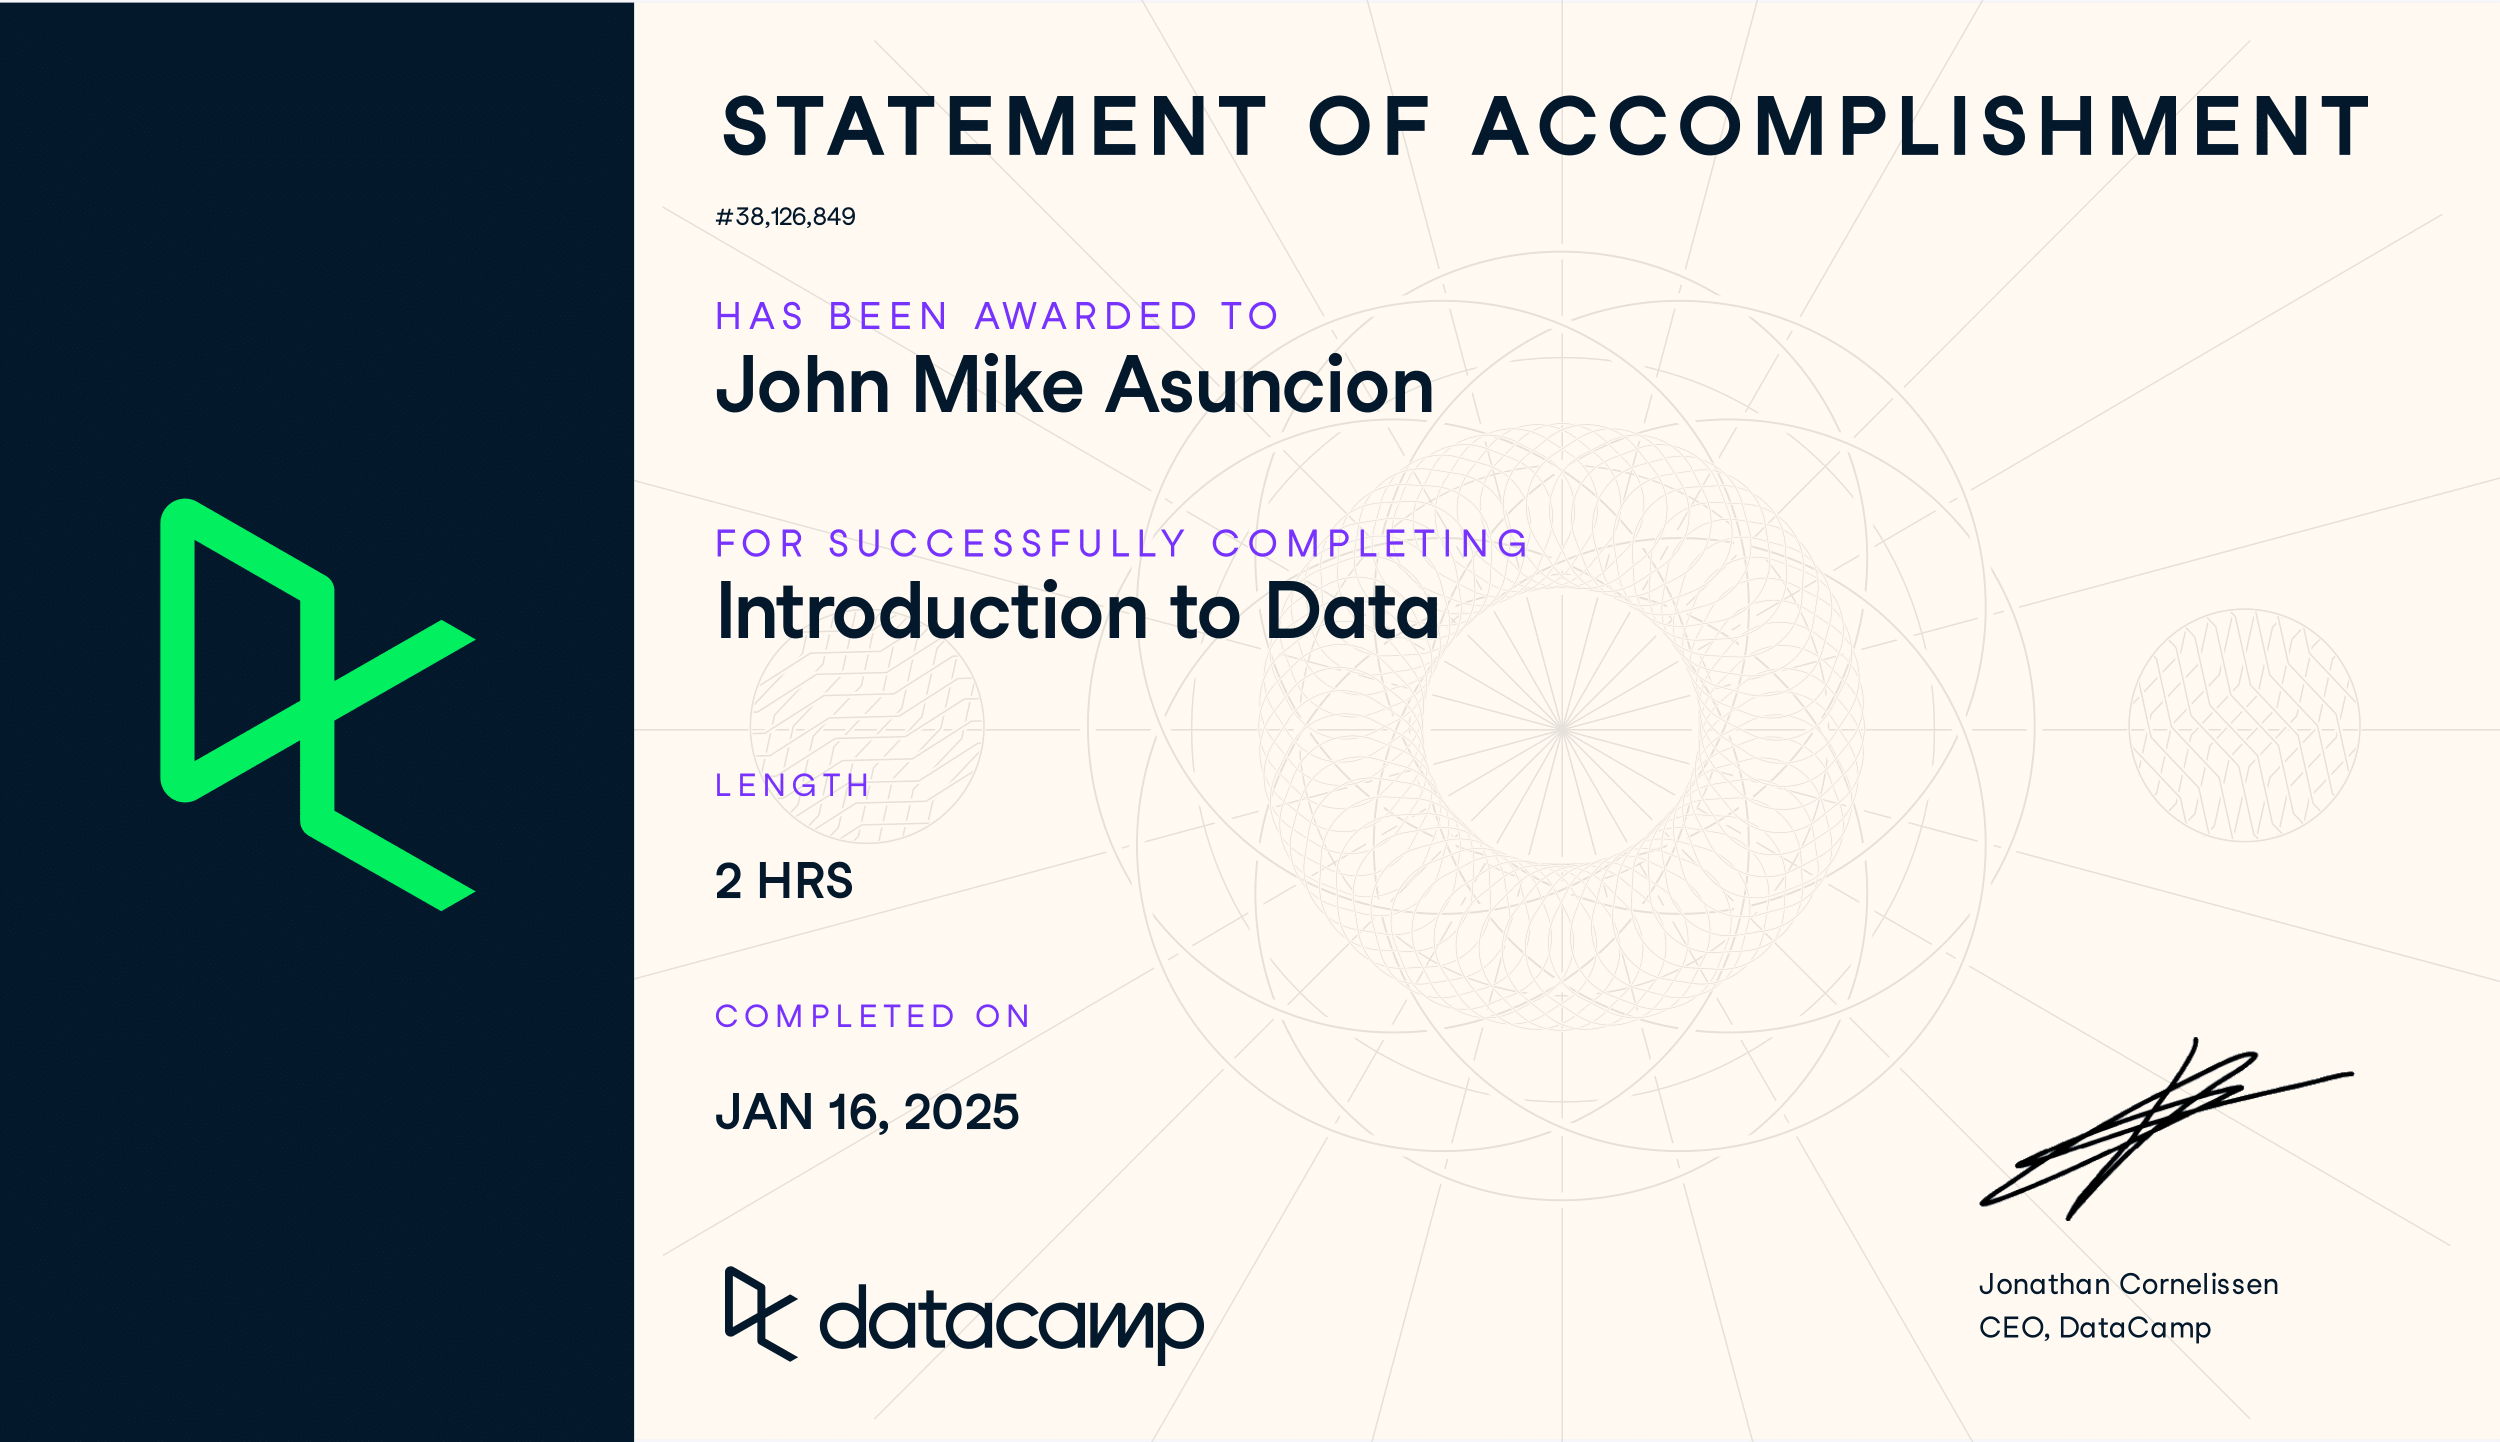 STATEMENT OF ACCOMPLISHMENT
#38,126,849
HAS BEEN AWARDED TO
John Mike Asuncion
FOR SUCCESSFULLY COMPLETING
Introduction to Data
LENGTH
2 HRS
COMPLETED ON
JAN 16, 2025
datacamp
Jonathan Cornelissen
CEO, DataCamp